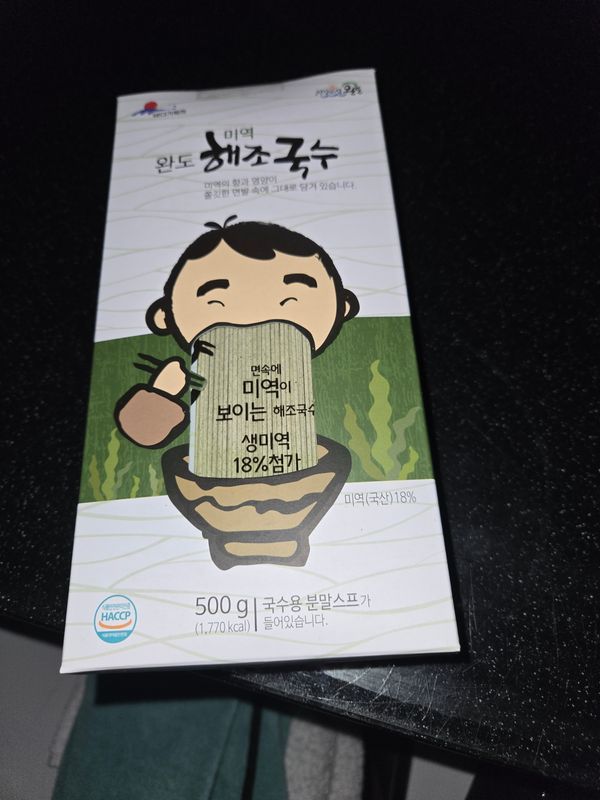 미역
완도 해조국수
미역의 향과 영양이
쫄깃한 면발 속에 그대로 담겨 있습니다.
면속에
미역이
보이는 해조국수
생미역
18%첨가
미역(국산)18%
HACCP
500 g
(1,770 kcal)
국수용 분말스프가
들어있습니다.